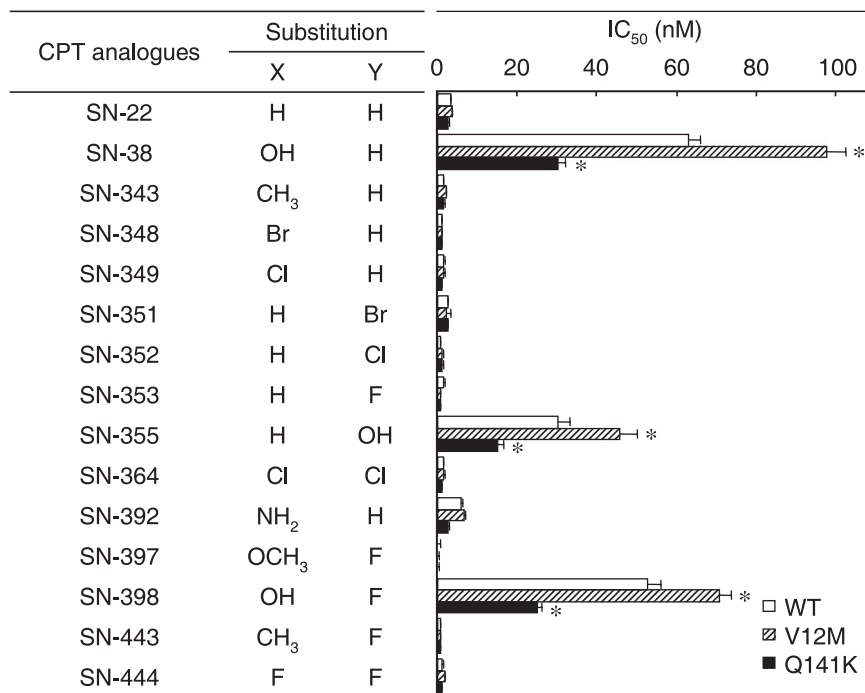 CPT analogues Substitution IC50 (nM)
X Y 0 20 40 60 80 100
SN-22 H H
SN-38 OH H *
*
SN-343 CH3 H
SN-348 Br H
SN-349 Cl H
SN-351 H Br
SN-352 H Cl
SN-353 H F
SN-355 H OH *
*
SN-364 Cl Cl
SN-392 NH2 H
SN-397 OCH3 F
SN-398 OH F *
*
SN-443 CH3 F
SN-444 F F
WT
V12M
Q141K